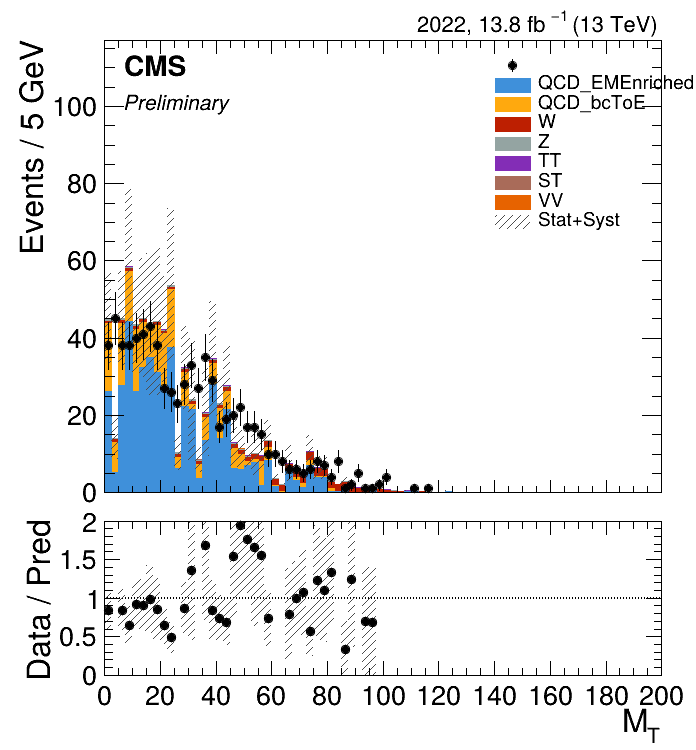 2022, 13.8 fb⁻¹ (13 TeV)
CMS
Preliminary
QCD_EMEnriched
QCD_bcToE
W
Z
TT
ST
VV
Stat+Syst
Events / 5 GeV
100
80
60
40
20
0
Data / Pred
2
1.5
1
0.5
0
0 20 40 60 80 100 120 140 160 180 200
M_T